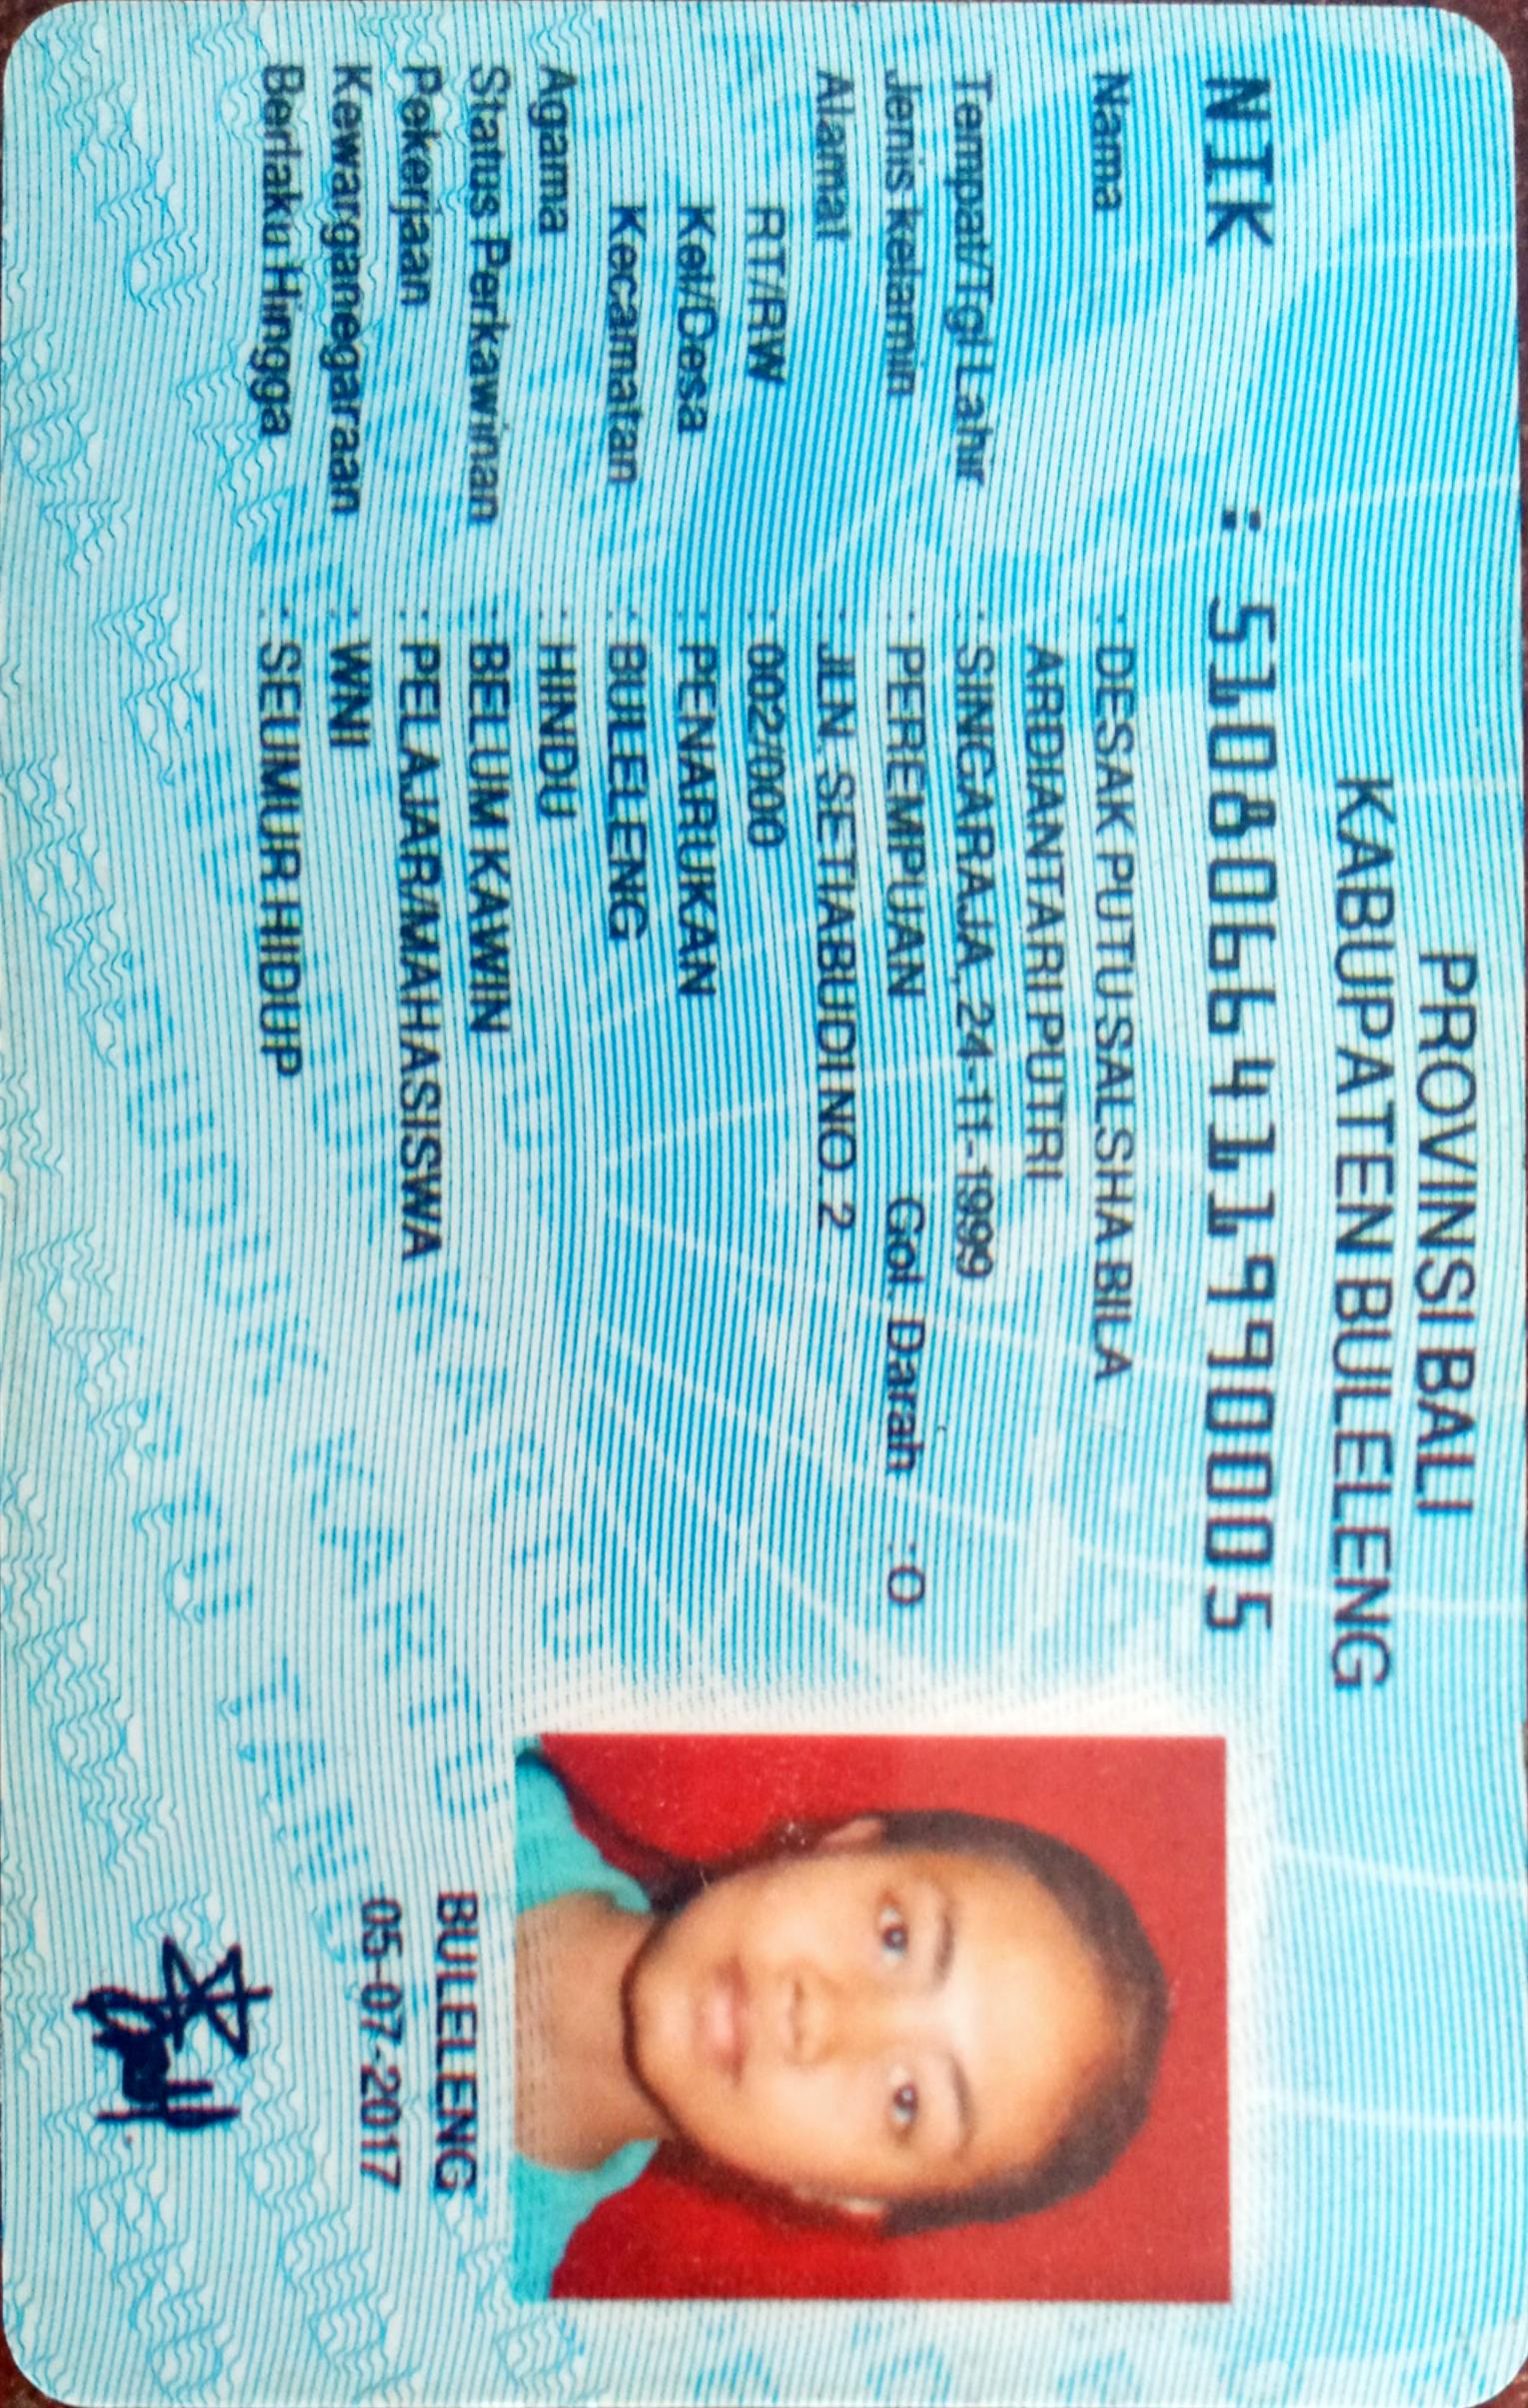 PROVINSI BALI
KABUPATEN BULELENG
NIK : 5108066411990005
Nama : DESAK PUTU SALSHA BILA
ARDIANTARI PUTRI
Tempat/Tgl Lahir : SINGARAJA, 24-11-1999
Jenis kelamin : PEREMPUAN Gol. Darah : O
Alamat : JLN. SETIABUDI NO. 2
RT/RW : 002/000
Kel/Desa : PENARUKAN
Kecamatan : BULELENG
Agama : HINDU
Status Perkawinan : BELUM KAWIN
Pekerjaan : PELAJAR/MAHASISWA
Kewarganegaraan : WNI
Berlaku Hingga : SEUMUR HIDUP
BULELENG
05-07-2017